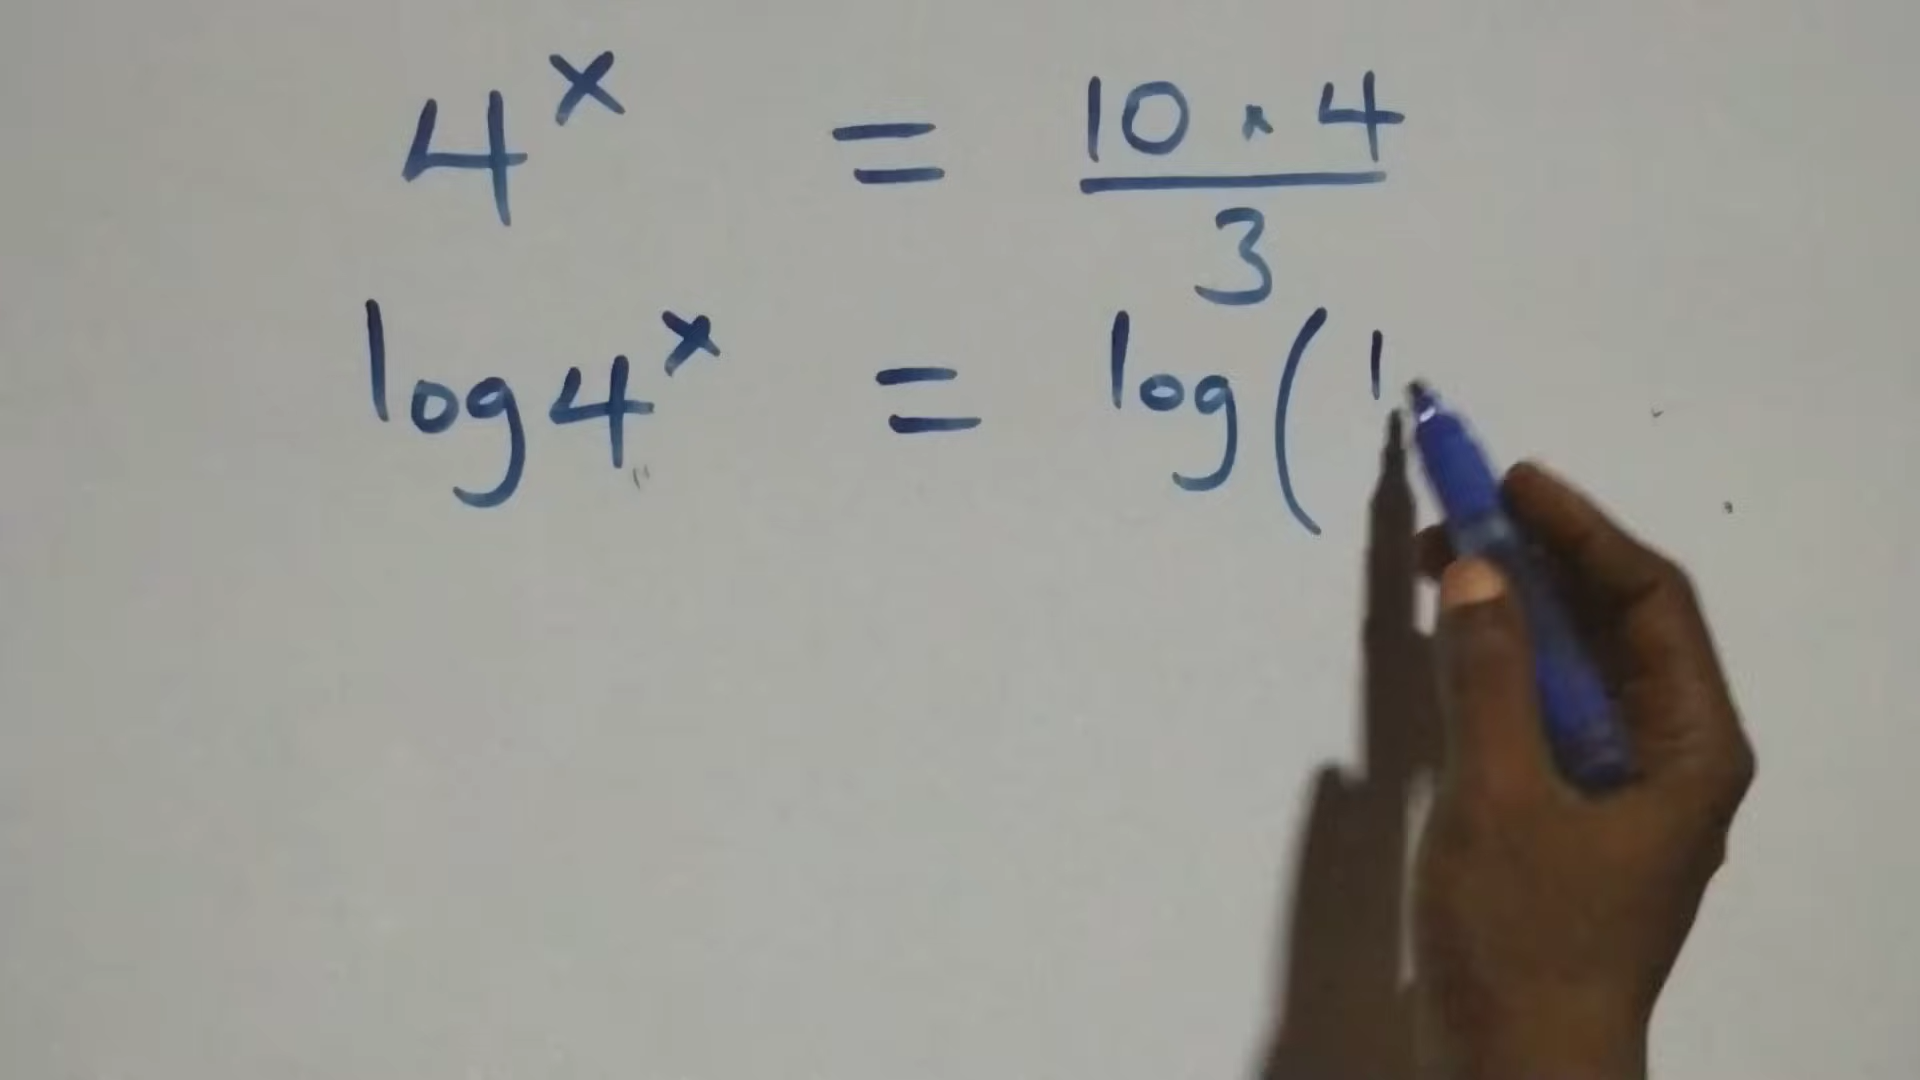 4^x = (10 × 4)/3
log 4^x = log( 1